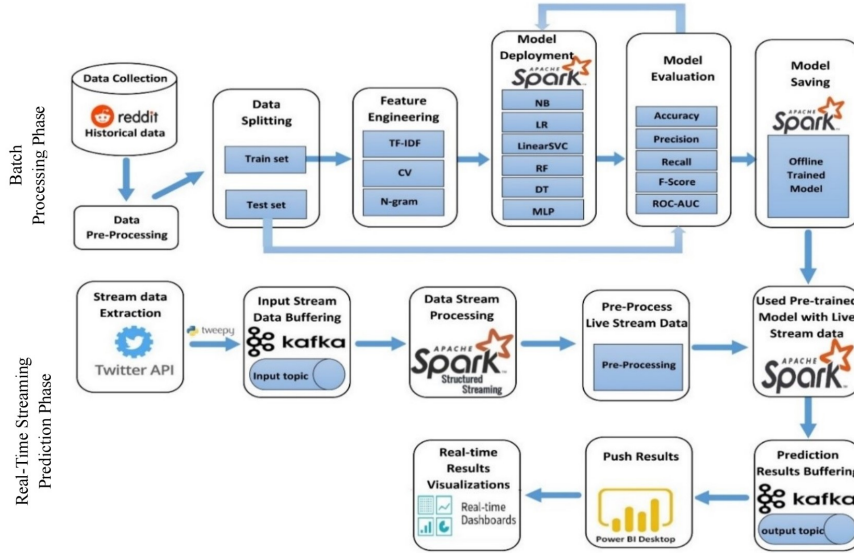 Batch
Processing Phase
Data Collection
reddit
Historical data
Data
Pre-Processing
Data
Splitting
Train set
Test set
Feature
Engineering
TF-IDF
CV
N-gram
Model
Deployment
APACHE
Spark
NB
LR
LinearSVC
RF
DT
MLP
Model
Evaluation
Accuracy
Precision
Recall
F-Score
ROC-AUC
Model
Saving
APACHE
Spark
Offline
Trained
Model
Real-Time Streaming
Prediction Phase
Stream data
Extraction
Twitter API
tweepy
Input Stream
Data Buffering
kafka
Input topic
Data Stream
Processing
APACHE
Spark
Structured
Streaming
Pre-Process
Live Stream Data
Pre-Processing
Used Pre-trained
Model with Live
Stream data
APACHE
Spark
Prediction
Results Buffering
kafka
output topic
Push Results
Power BI Desktop
Real-time
Results
Visualizations
Real-time
Dashboards